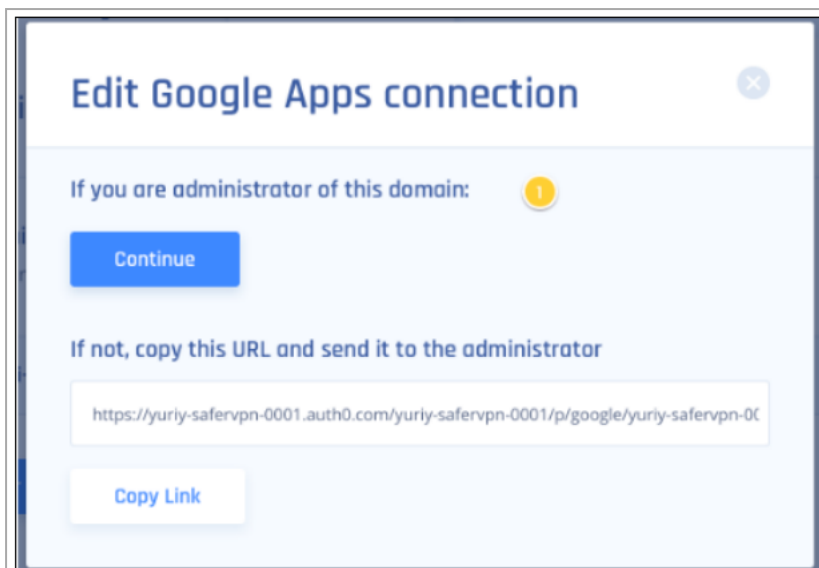 Edit Google Apps connection
If you are administrator of this domain:
1
Continue
If not, copy this URL and send it to the administrator
https://yuriy-safervpn-0001.auth0.com/yuriy-safervpn-0001/p/google/yuriy-safervpn-00
Copy Link